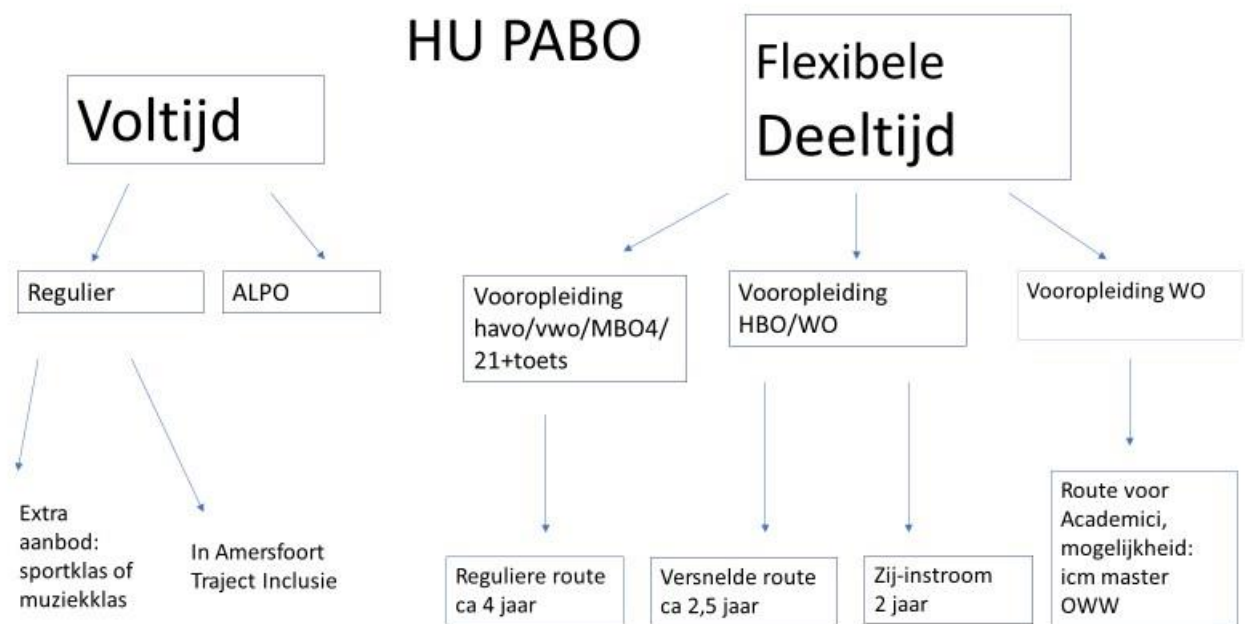 HU PABO
Voltijd
Flexibele
Deeltijd
Regulier
ALPO
Vooropleiding
havo/vwo/MBO4/
21+toets
Vooropleiding
HBO/WO
Vooropleiding WO
Extra
aanbod:
sportklas of
muziekklas
In Amersfoort
Traject Inclusie
Reguliere route
ca 4 jaar
Versnelde route
ca 2,5 jaar
Zij-instroom
2 jaar
Route voor
Academici,
mogelijkheid:
icm master
OWW